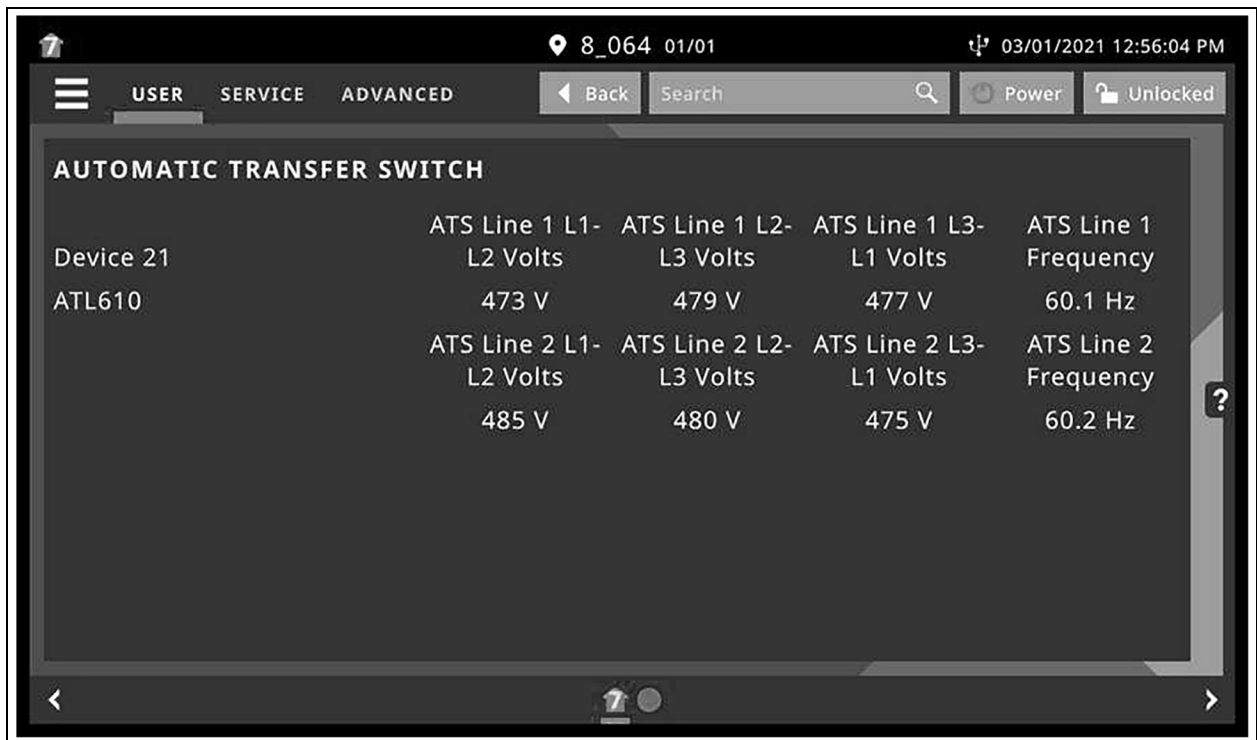 7
8_064 01/01
03/01/2021 12:56:04 PM
USER SERVICE ADVANCED
Back
Search
Power
Unlocked
AUTOMATIC TRANSFER SWITCH
ATS Line 1 L1- ATS Line 1 L2- ATS Line 1 L3- ATS Line 1
Device 21 L2 Volts L3 Volts L1 Volts Frequency
ATL610 473 V 479 V 477 V 60.1 Hz
ATS Line 2 L1- ATS Line 2 L2- ATS Line 2 L3- ATS Line 2
L2 Volts L3 Volts L1 Volts Frequency
485 V 480 V 475 V 60.2 Hz
?
7